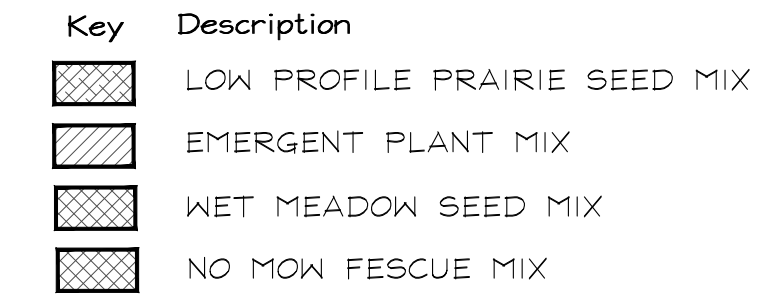 Key Description
LOW PROFILE PRAIRIE SEED MIX
EMERGENT PLANT MIX
WET MEADOW SEED MIX
NO MOW FESCUE MIX